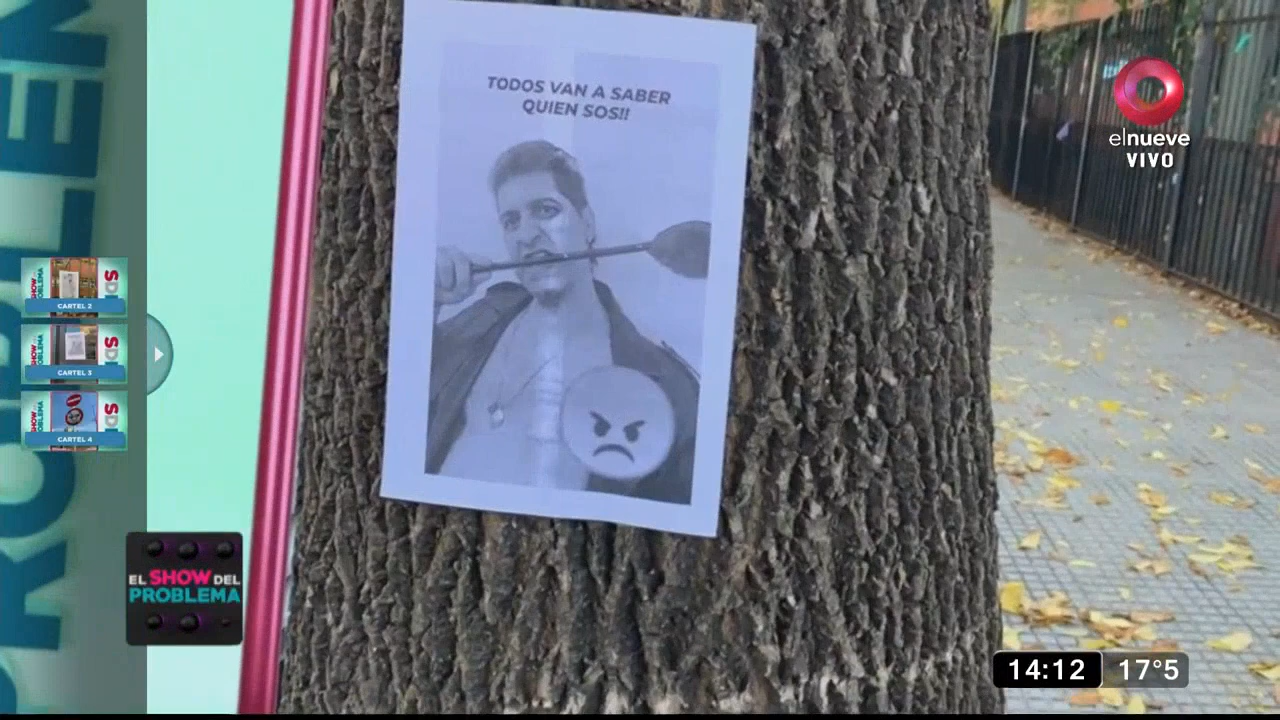 TODOS VAN A SABER
QUIEN SOS!!
elnueve
VIVO
CARTEL 2
CARTEL 3
CARTEL 4
EL SHOW DEL
PROBLEMA
14:12
17°5